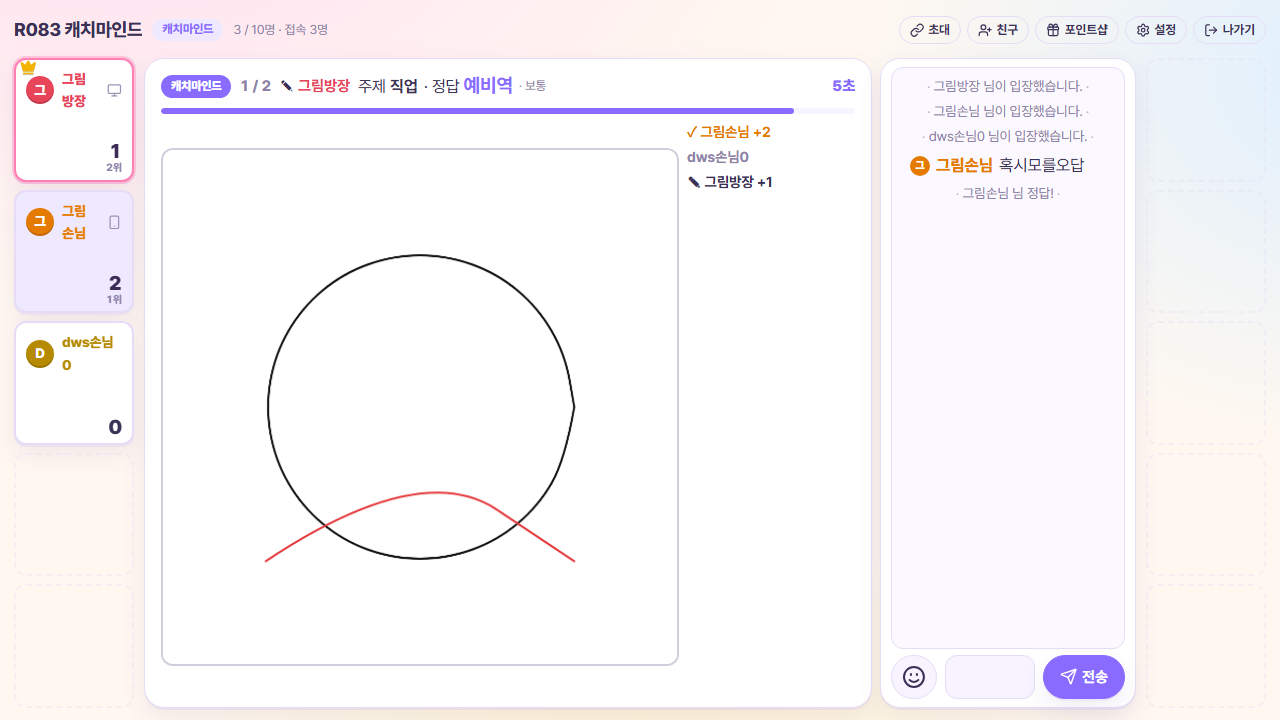 R083 캐치마인드 캐치마인드 3 / 10명 · 접속 3명 초대 친구 포인트샵 설정 나가기
그 그림
방장
1
2위
그 그림
손님
2
1위
D dws손님
0
0
캐치마인드 1 / 2 ✏ 그림방장 주제 직업 · 정답 예비역 · 보통 5초
✓ 그림손님 +2
dws손님0
✏ 그림방장 +1
· 그림방장 님이 입장했습니다. ·
· 그림손님 님이 입장했습니다. ·
· dws손님0 님이 입장했습니다. ·
그 그림손님 혹시모를오답
· 그림손님 님 정답! ·
전송